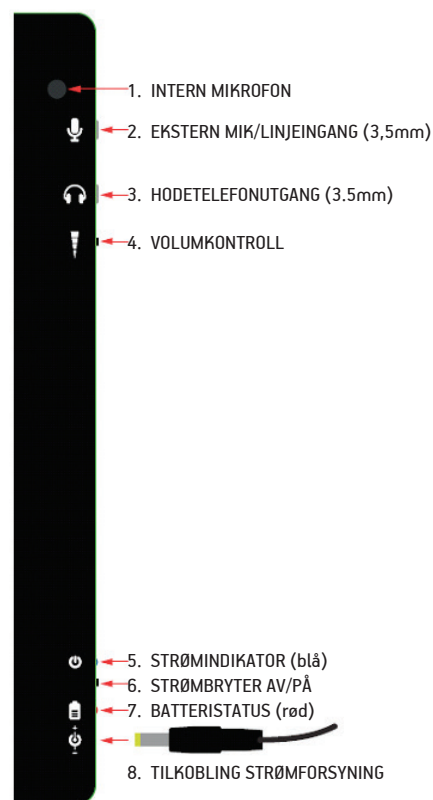 1. INTERN MIKROFON
2. EKSTERN MIK/LINJEINGANG (3,5mm)
3. HODETELEFONUTGANG (3.5mm)
4. VOLUMKONTROLL
5. STRØMINDIKATOR (blå)
6. STRØMBRYTER AV/PÅ
7. BATTERISTATUS (rød)
8. TILKOBLING STRØMFORSYNING